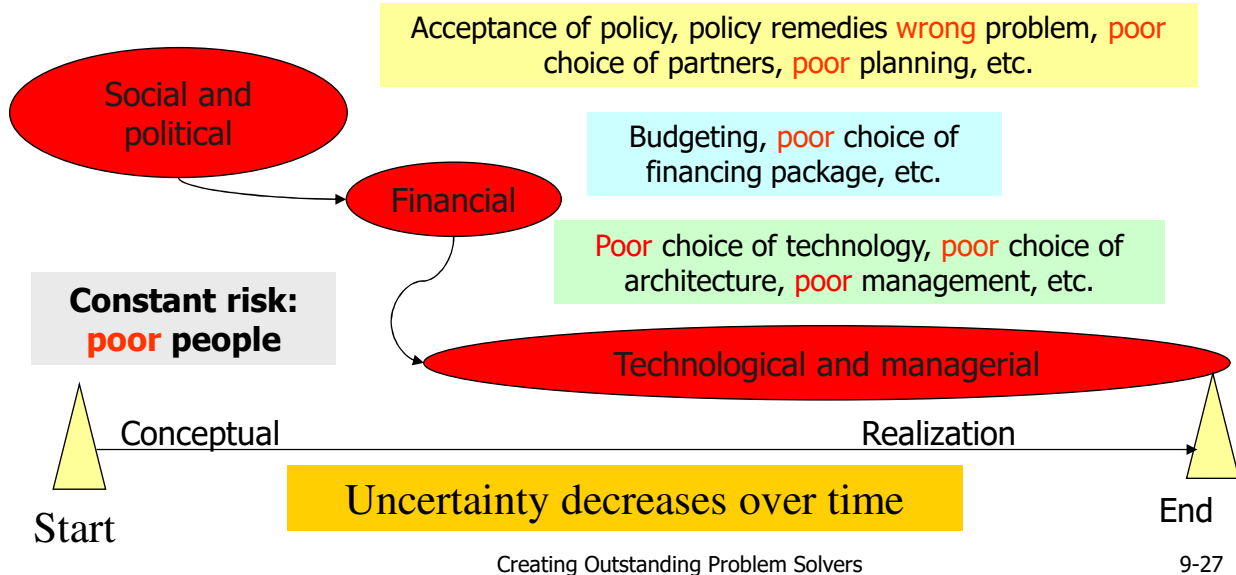 Acceptance of policy, policy remedies wrong problem, poor
choice of partners, poor planning, etc.
Social and
political
Budgeting, poor choice of
financing package, etc.
Financial
Poor choice of technology, poor choice of
architecture, poor management, etc.
Constant risk:
poor people
Technological and managerial
Conceptual
Realization
Uncertainty decreases over time
Start
End
Creating Outstanding Problem Solvers
9-27